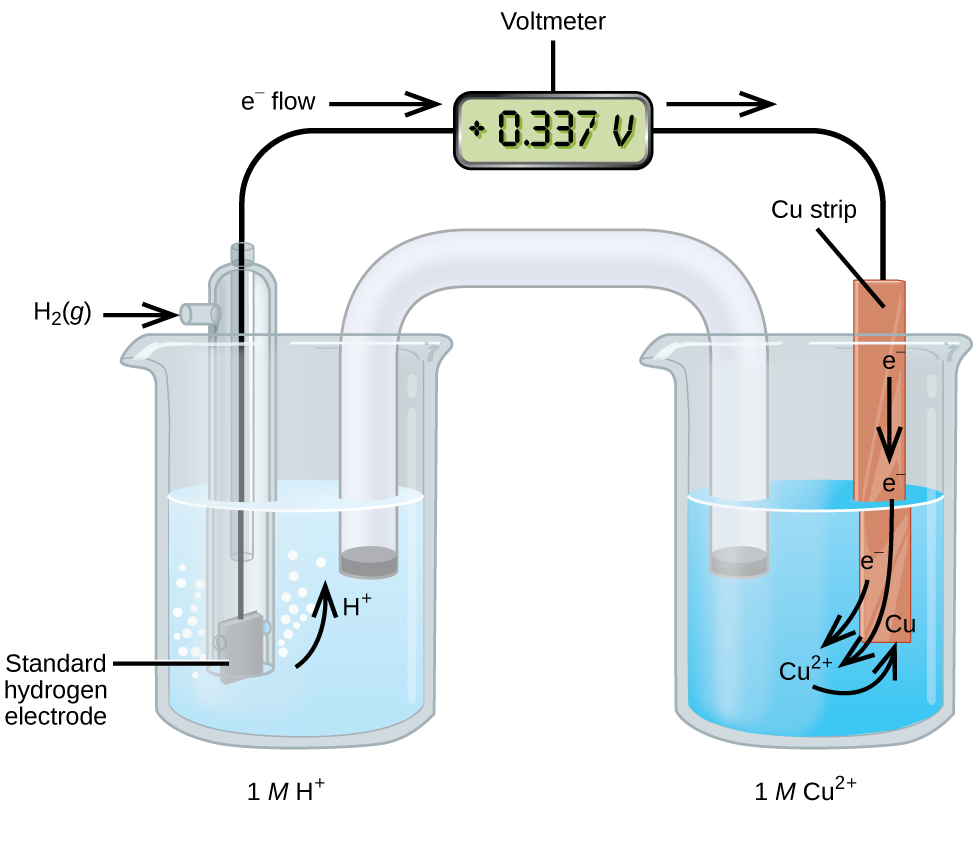 Voltmeter
e⁻ flow
+ 0.337 V
Cu strip
H₂(g)
e⁻
e⁻
e⁻
H⁺
Cu
Cu²⁺
Standard
hydrogen
electrode
1 M H⁺
1 M Cu²⁺